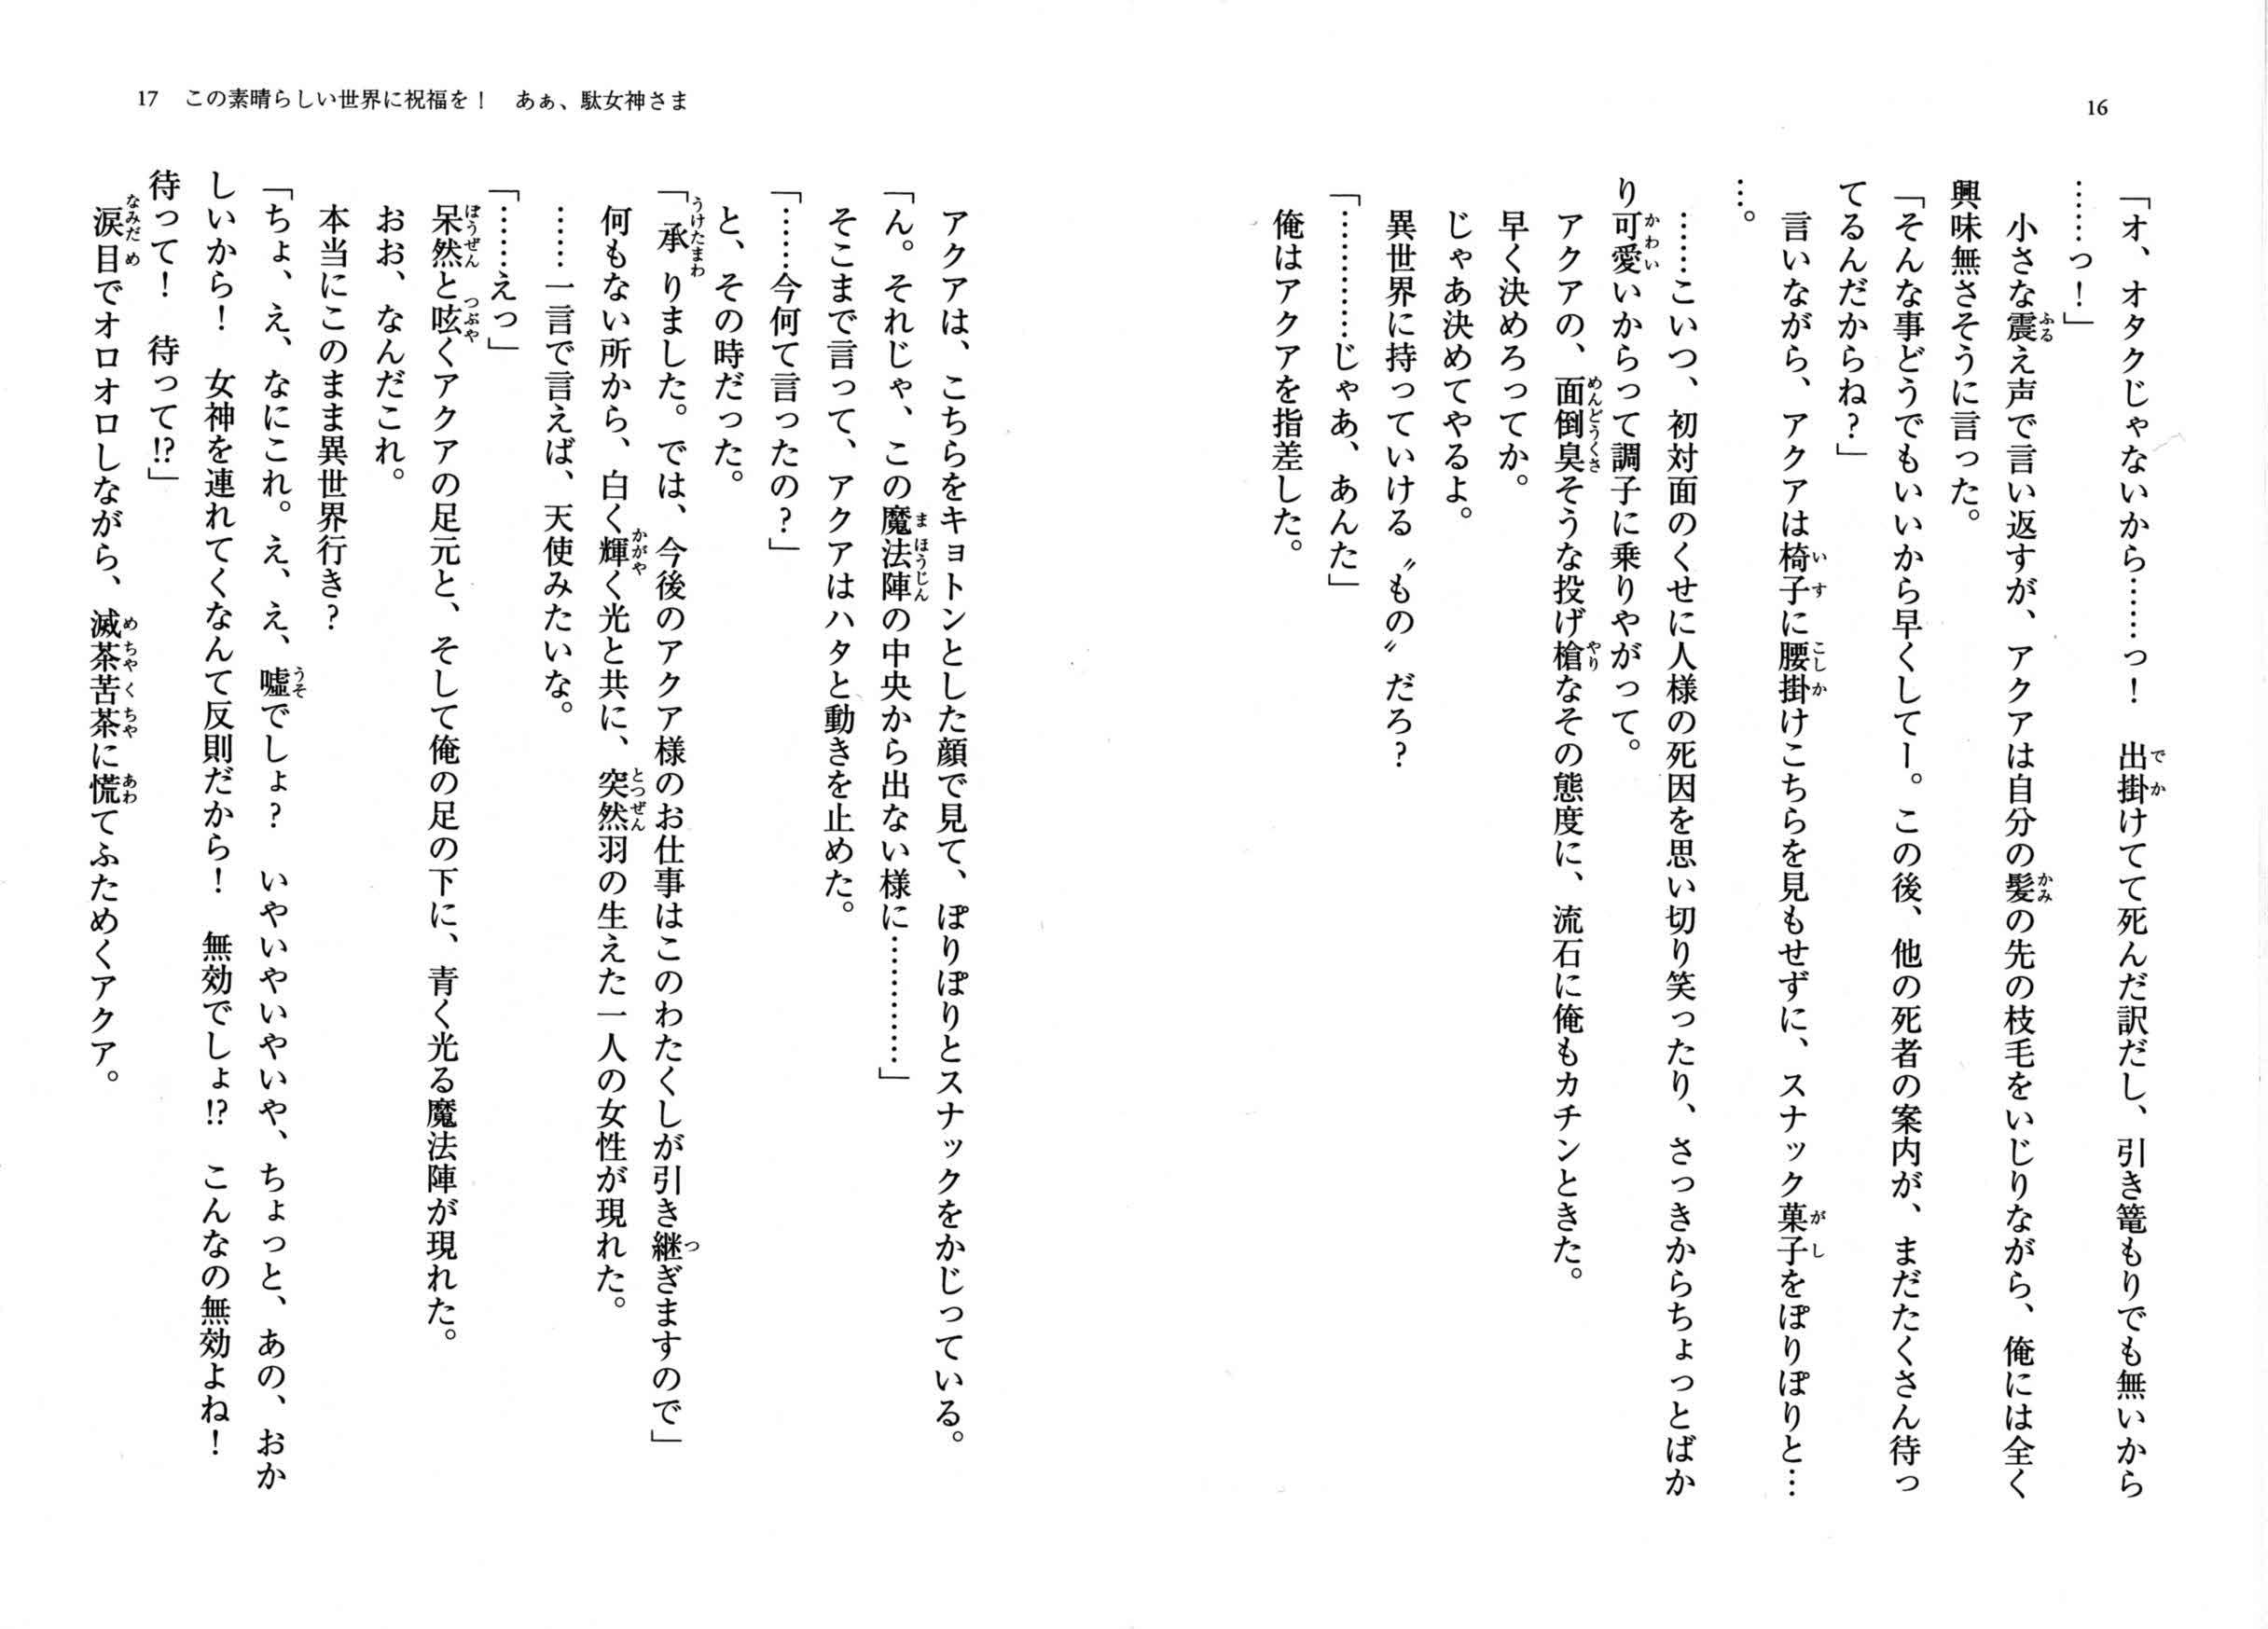 16
「オ、オタクじゃないから……っ！　出掛けてて死んだ訳だし、引き篭もりでも無いから
……っ！」
　小さな震え声で言い返すが、アクアは自分の髪の先の枝毛をいじりながら、俺には全く
興味無さそうに言った。
「そんな事どうでもいいから早くしてー。この後、他の死者の案内が、まだたくさん待っ
てるんだからね？」
　言いながら、アクアは椅子に腰掛けこちらを見もせずに、スナック菓子をぽりぽりと…
…。
　……こいつ、初対面のくせに人様の死因を思い切り笑ったり、さっきからちょっとばか
り可愛いからって調子に乗りやがって。
　アクアの、面倒臭そうな投げ槍なその態度に、流石に俺もカチンときた。
　早く決めろってか。
　じゃあ決めてやるよ。
　異世界に持っていける〝もの〟だろ？
「…………じゃあ、あんた」
　俺はアクアを指差した。
17　この素晴らしい世界に祝福を！　あぁ、駄女神さま
　アクアは、こちらをキョトンとした顔で見て、ぽりぽりとスナックをかじっている。
「ん。それじゃ、この魔法陣の中央から出ない様に…………」
　そこまで言って、アクアはハタと動きを止めた。
「……今何て言ったの？」
　と、その時だった。
「承りました。では、今後のアクア様のお仕事はこのわたくしが引き継ぎますので」
　何もない所から、白く輝く光と共に、突然羽の生えた一人の女性が現れた。
　……一言で言えば、天使みたいな。
「……えっ」
　呆然と呟くアクアの足元と、そして俺の足の下に、青く光る魔法陣が現れた。
　おお、なんだこれ。
　本当にこのまま異世界行き？
「ちょ、え、なにこれ。え、え、嘘でしょ？　いやいやいやいや、ちょっと、あの、おか
しいから！　女神を連れてくなんて反則だから！　無効でしょ!?　こんなの無効よね！
待って！　待って!?」
　涙目でオロオロしながら、滅茶苦茶に慌てふためくアクア。